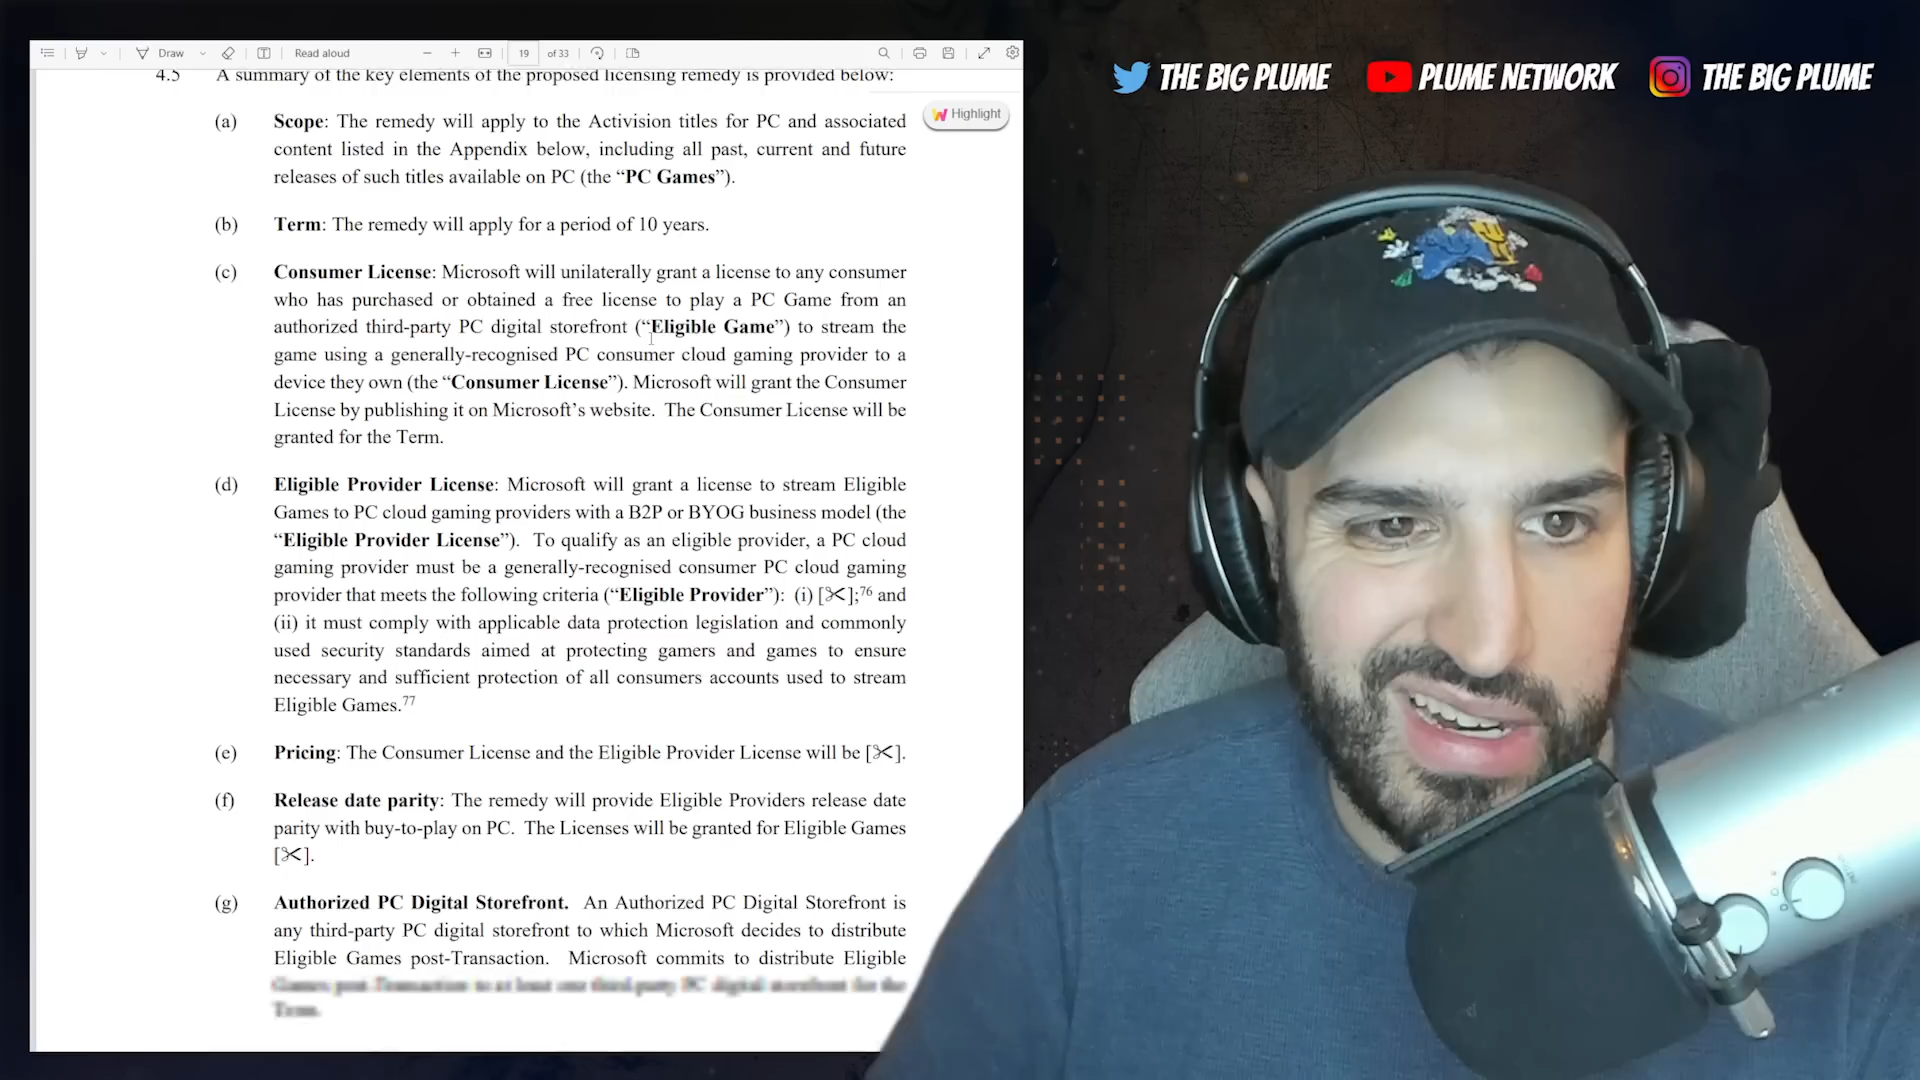 Draw
Read aloud
19
of 33
THE BIG PLUME
PLUME NETWORK
THE BIG PLUME
4.5 A summary of the key elements of the proposed licensing remedy is provided below:
Highlight
(a) Scope: The remedy will apply to the Activision titles for PC and associated
content listed in the Appendix below, including all past, current and future
releases of such titles available on PC (the “PC Games”).
(b) Term: The remedy will apply for a period of 10 years.
(c) Consumer License: Microsoft will unilaterally grant a license to any consumer
who has purchased or obtained a free license to play a PC Game from an
authorized third-party PC digital storefront (“Eligible Game”) to stream the
game using a generally-recognised PC consumer cloud gaming provider to a
device they own (the “Consumer License”). Microsoft will grant the Consumer
License by publishing it on Microsoft’s website. The Consumer License will be
granted for the Term.
(d) Eligible Provider License: Microsoft will grant a license to stream Eligible
Games to PC cloud gaming providers with a B2P or BYOG business model (the
“Eligible Provider License”). To qualify as an eligible provider, a PC cloud
gaming provider must be a generally-recognised consumer PC cloud gaming
provider that meets the following criteria (“Eligible Provider”): (i) [✂];76 and
(ii) it must comply with applicable data protection legislation and commonly
used security standards aimed at protecting gamers and games to ensure
necessary and sufficient protection of all consumers accounts used to stream
Eligible Games.77
(e) Pricing: The Consumer License and the Eligible Provider License will be [✂].
(f) Release date parity: The remedy will provide Eligible Providers release date
parity with buy-to-play on PC. The Licenses will be granted for Eligible Games
[✂].
(g) Authorized PC Digital Storefront. An Authorized PC Digital Storefront is
any third-party PC digital storefront to which Microsoft decides to distribute
Eligible Games post-Transaction. Microsoft commits to distribute Eligible
Games post-Transaction to at least one third-party PC digital storefront for the
Term.